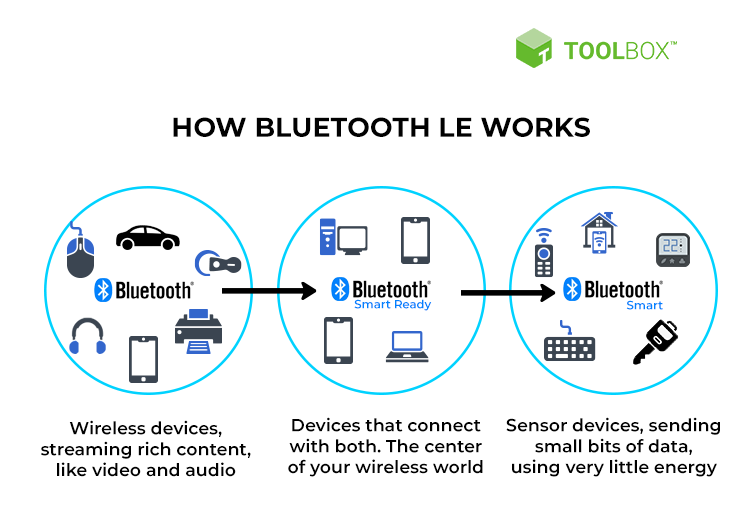 TOOLBOX™
HOW BLUETOOTH LE WORKS
Bluetooth®
Bluetooth®
Smart Ready
Bluetooth®
Smart
22°
Wireless devices,
streaming rich content,
like video and audio
Devices that connect
with both. The center
of your wireless world
Sensor devices, sending
small bits of data,
using very little energy